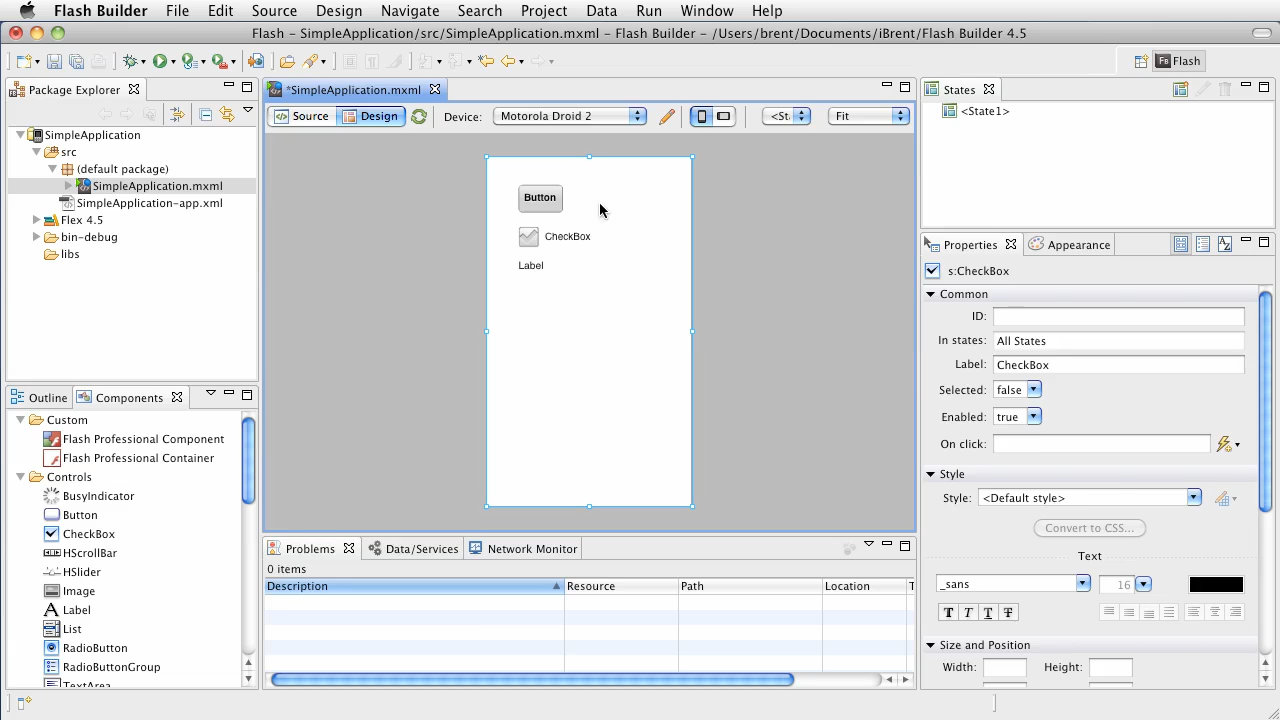 Flash Builder File Edit Source Design Navigate Search Project Data Run Window Help
Flash – SimpleApplication/src/SimpleApplication.mxml – Flash Builder – /Users/brent/Documents/iBrent/Flash Builder 4.5
Fb Flash
Package Explorer
SimpleApplication
src
(default package)
SimpleApplication.mxml
SimpleApplication-app.xml
Flex 4.5
bin-debug
libs
Outline Components
Custom
Flash Professional Component
Flash Professional Container
Controls
BusyIndicator
Button
CheckBox
HScrollBar
HSlider
Image
Label
List
RadioButton
RadioButtonGroup
TextArea
*SimpleApplication.mxml
Source Design Device: Motorola Droid 2 <St Fit
Button
CheckBox
Label
Problems Data/Services Network Monitor
0 items
Description Resource Path Location T
States
<State1>
Properties Appearance
s:CheckBox
Common
ID:
In states: All States
Label: CheckBox
Selected: false
Enabled: true
On click:
Style
Style: <Default style>
Convert to CSS...
Text
_sans 16
T T T T
Size and Position
Width: Height: